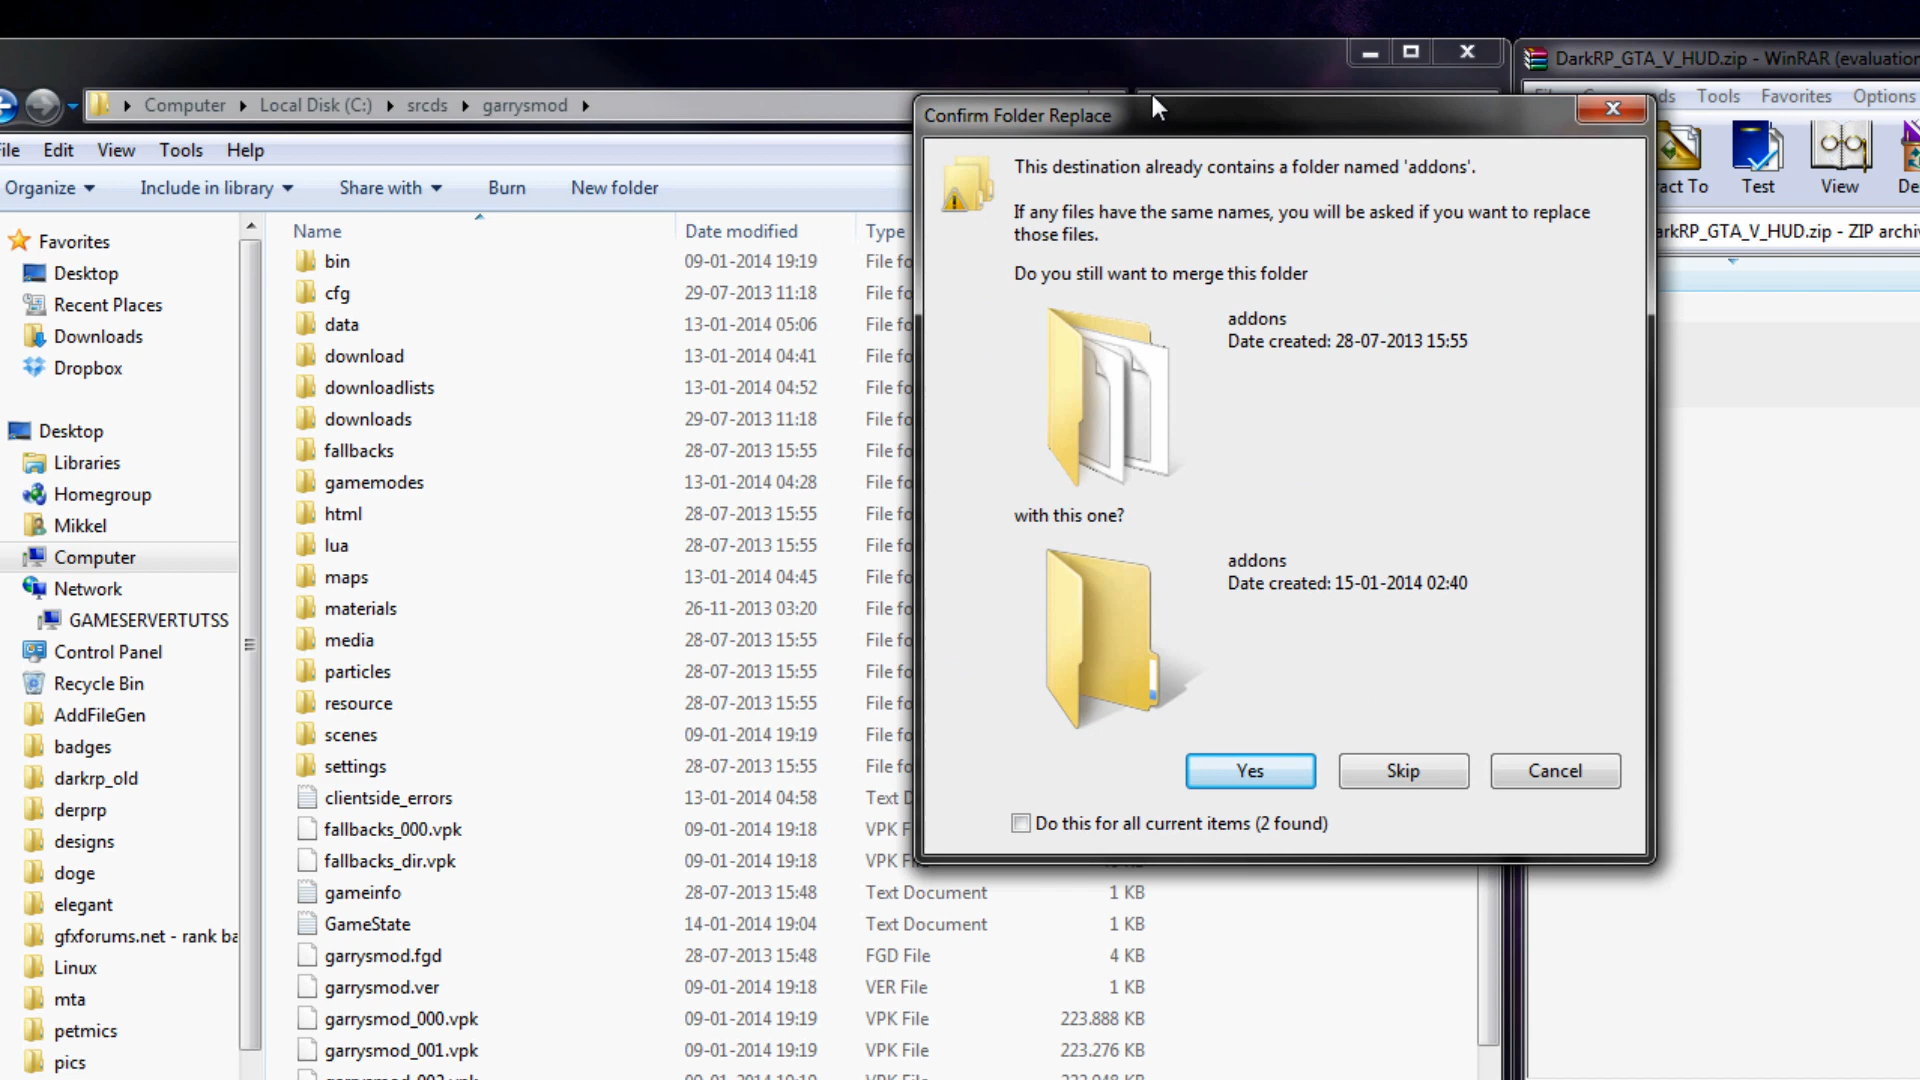 DarkRP_GTA_V_HUD.zip - WinRAR (evaluation
Computer Local Disk (C:) srcds garrysmod
Tools Favorites Options
Confirm Folder Replace
File Edit View Tools Help
Organize Include in library Share with Burn New folder
Test View
DarkRP_GTA_V_HUD.zip - ZIP archi
This destination already contains a folder named 'addons'.
If any files have the same names, you will be asked if you want to replace
those files.
Do you still want to merge this folder
addons
Date created: 28-07-2013 15:55
with this one?
addons
Date created: 15-01-2014 02:40
Yes Skip Cancel
Do this for all current items (2 found)
Favorites
Desktop
Recent Places
Downloads
Dropbox
Desktop
Libraries
Homegroup
Mikkel
Computer
Network
GAMESERVERTUTSS
Control Panel
Recycle Bin
AddFileGen
badges
darkrp_old
derprp
designs
doge
elegant
gfxforums.net - rank ba
Linux
mta
petmics
pics
Name Date modified Type
bin 09-01-2014 19:19 File fo
cfg 29-07-2013 11:18 File fo
data 13-01-2014 05:06 File fo
download 13-01-2014 04:41 File fo
downloadlists 13-01-2014 04:52 File fo
downloads 29-07-2013 11:18 File fo
fallbacks 28-07-2013 15:55 File fo
gamemodes 13-01-2014 04:28 File fo
html 28-07-2013 15:55 File fo
lua 28-07-2013 15:55 File fo
maps 13-01-2014 04:45 File fo
materials 26-11-2013 03:20 File fo
media 28-07-2013 15:55 File fo
particles 28-07-2013 15:55 File fo
resource 28-07-2013 15:55 File fo
scenes 09-01-2014 19:19 File fo
settings 28-07-2013 15:55 File fo
clientside_errors 13-01-2014 04:58 Text D
fallbacks_000.vpk 09-01-2014 19:18 VPK F
fallbacks_dir.vpk 09-01-2014 19:18 VPK F
gameinfo 28-07-2013 15:48 Text Document 1 KB
GameState 14-01-2014 19:04 Text Document 1 KB
garrysmod.fgd 28-07-2013 15:48 FGD File 4 KB
garrysmod.ver 09-01-2014 19:18 VER File 1 KB
garrysmod_000.vpk 09-01-2014 19:19 VPK File 223.888 KB
garrysmod_001.vpk 09-01-2014 19:19 VPK File 223.276 KB